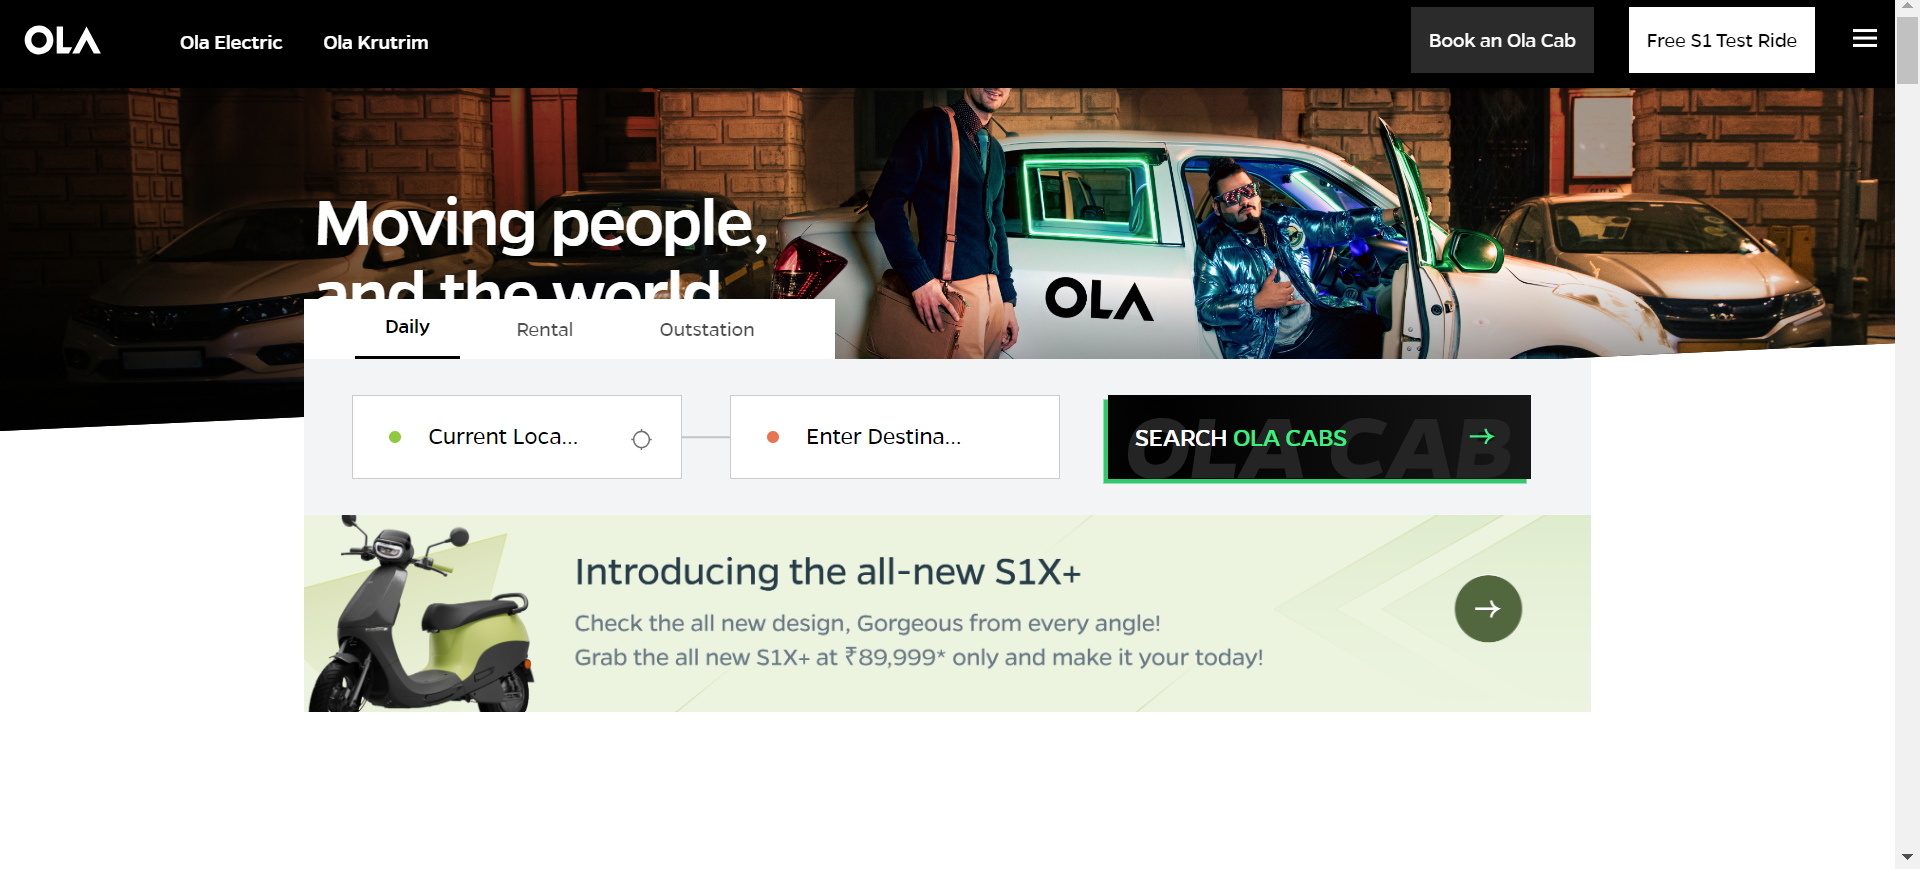 OLA
Ola Electric
Ola Krutrim
Book an Ola Cab
Free S1 Test Ride
Moving people,
and the world
OLA
Daily
Rental
Outstation
Current Loca...
Enter Destina...
SEARCH OLA CABS
OLA CAB
Introducing the all-new S1X+
Check the all new design, Gorgeous from every angle!
Grab the all new S1X+ at ₹89,999* only and make it your today!